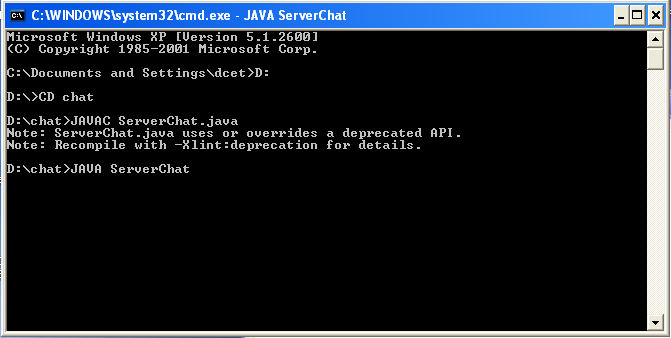 C:\WINDOWS\system32\cmd.exe - JAVA ServerChat
Microsoft Windows XP [Version 5.1.2600]
(C) Copyright 1985-2001 Microsoft Corp.
C:\Documents and Settings\dcet>D:
D:\>CD chat
D:\chat>JAVAC ServerChat.java
Note: ServerChat.java uses or overrides a deprecated API.
Note: Recompile with -Xlint:deprecation for details.
D:\chat>JAVA ServerChat